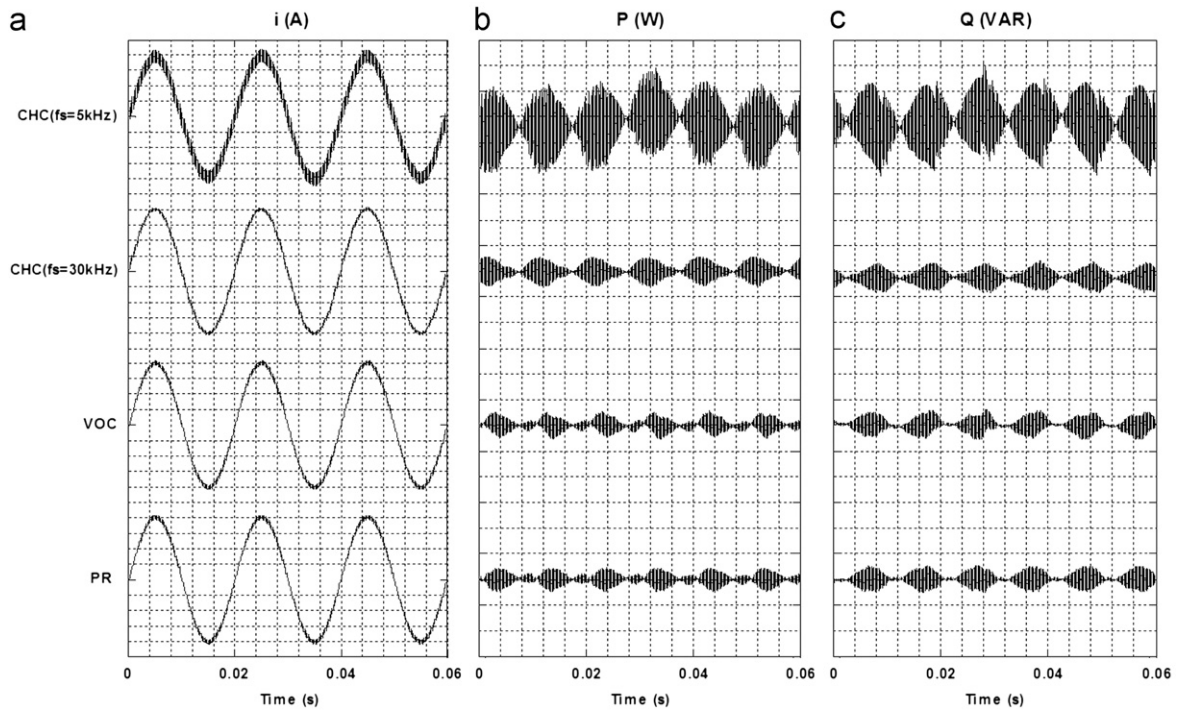 a
i (A)
b
P (W)
c
Q (VAR)
CHC(fs=5kHz)
CHC(fs=30kHz)
VOC
PR
0
0.02
0.04
0.06
0
0.02
0.04
0.06
0
0.02
0.04
0.06
Time (s)
Time (s)
Time (s)